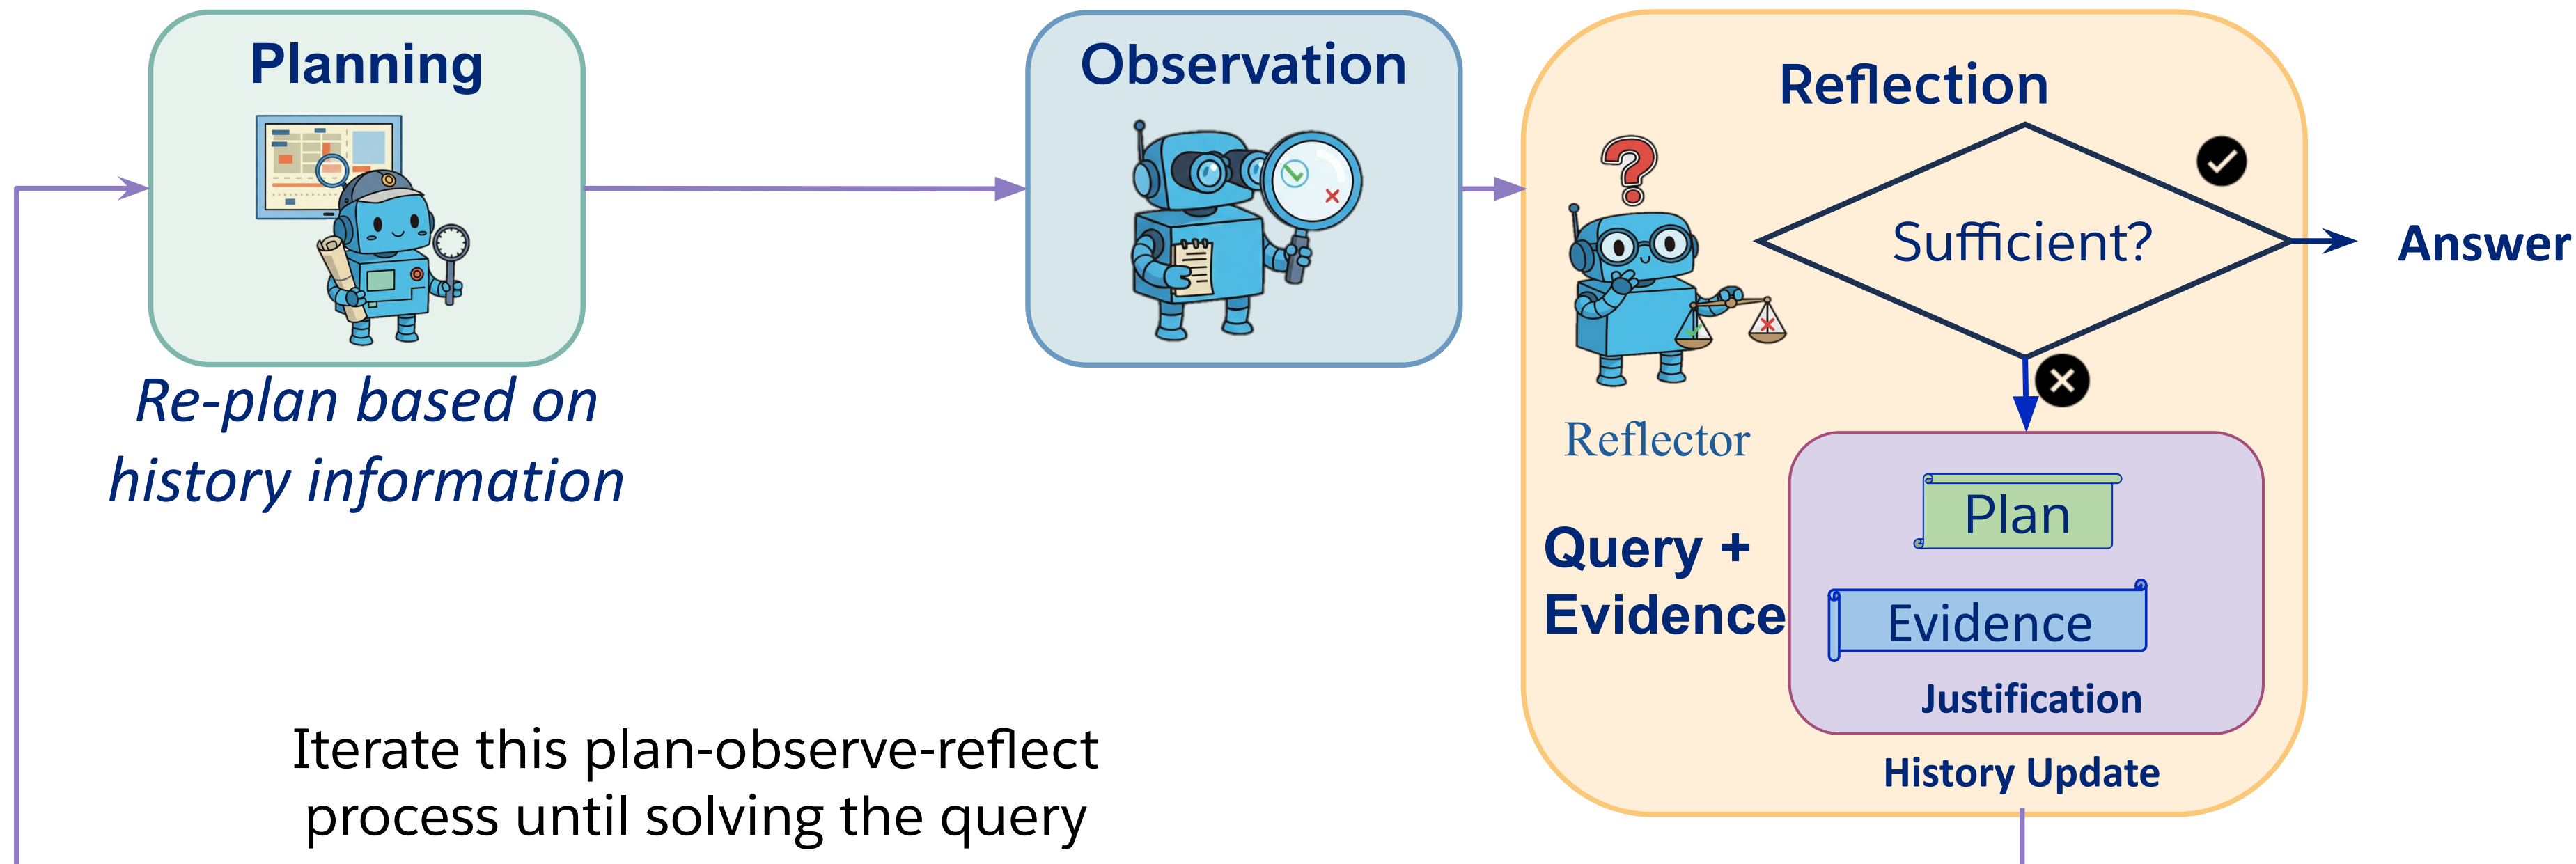 Planning
Re-plan based on
history information
Observation
Reflection
Sufficient?
Answer
Reflector
Query +
Evidence
Plan
Evidence
Justification
History Update
Iterate this plan-observe-reflect
process until solving the query